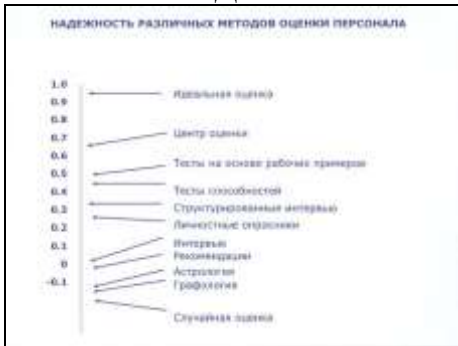 НАДЕЖНОСТЬ РАЗЛИЧНЫХ МЕТОДОВ ОЦЕНКИ ПЕРСОНАЛА
1.0
0.9
0.8
0.7
0.6
0.5
0.4
0.3
0.2
0.1
0
-0.1
Идеальная оценка
Центр оценки
Тесты на основе рабочих примеров
Тесты способностей
Структурированные интервью
Личностные опросники
Интервью
Рекомендации
Астрология
Графология
Случайная оценка